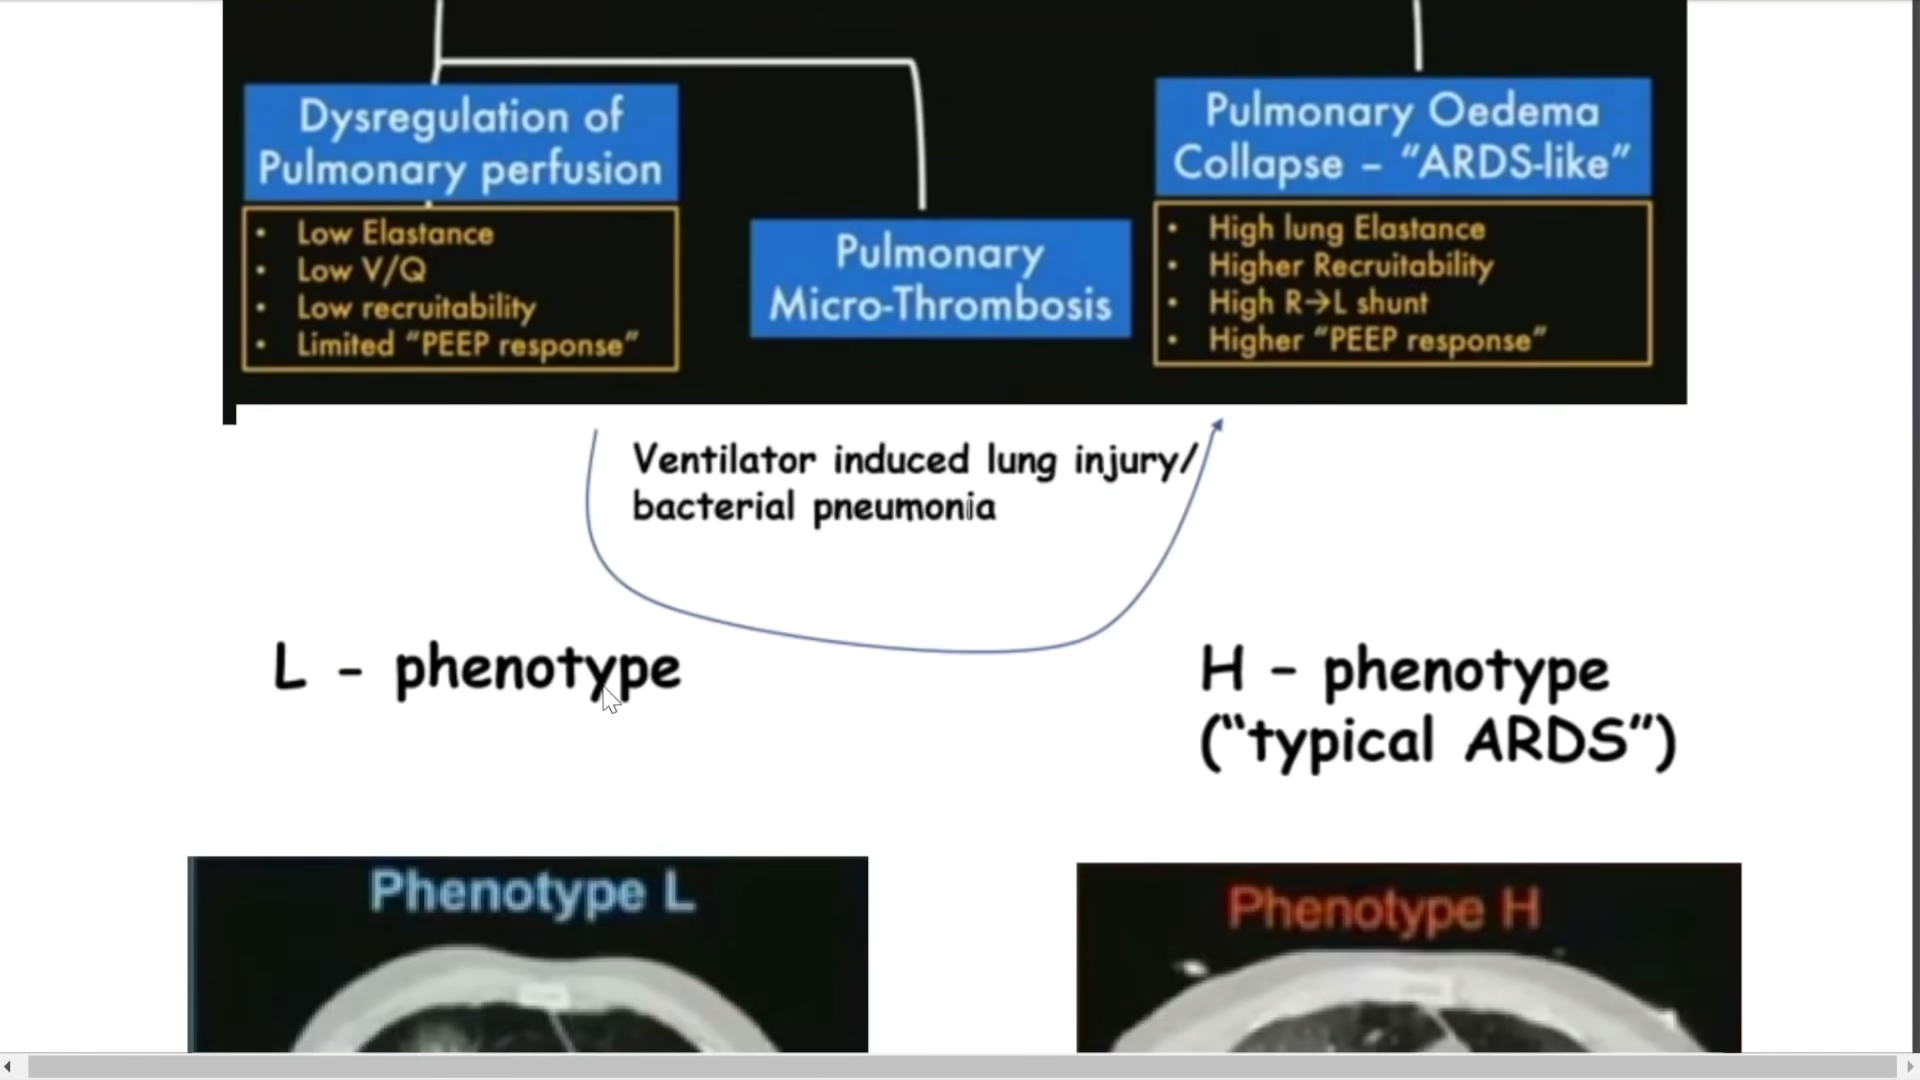 Dysregulation of
Pulmonary perfusion
• Low Elastance
• Low V/Q
• Low recruitability
• Limited “PEEP response”
Pulmonary
Micro-Thrombosis
Pulmonary Oedema
Collapse – “ARDS-like”
• High lung Elastance
• Higher Recruitability
• High R→L shunt
• Higher “PEEP response”
Ventilator induced lung injury/
bacterial pneumonia
L - phenotype
H - phenotype
(“typical ARDS”)
Phenotype L
Phenotype H